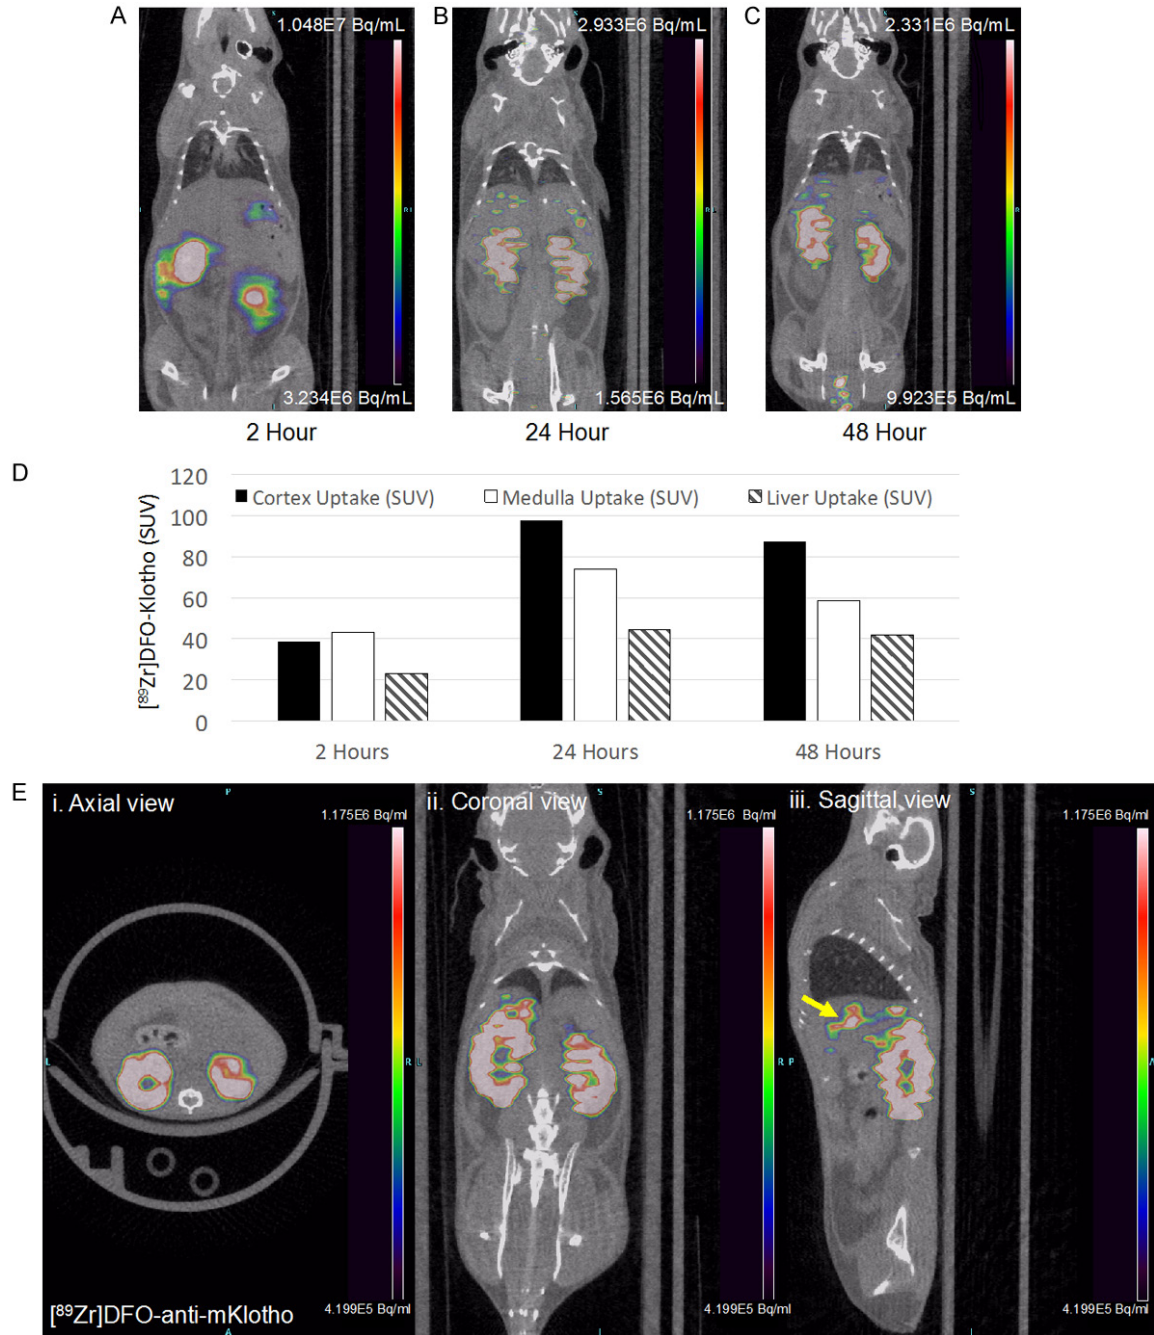 A
B
C
1.048E7 Bq/mL
2.933E6 Bq/mL
2.331E6 Bq/mL
3.234E6 Bq/mL
1.565E6 Bq/mL
9.923E5 Bq/mL
2 Hour
24 Hour
48 Hour
D
[⁸⁹Zr]DFO-Klotho (SUV)
120
100
80
60
40
20
0
Cortex Uptake (SUV)
Medulla Uptake (SUV)
Liver Uptake (SUV)
2 Hours
24 Hours
48 Hours
E
i. Axial view
ii. Coronal view
iii. Sagittal view
1.175E6 Bq/ml
1.175E6 Bq/ml
1.175E6 Bq/ml
P
S
S
L
R
R
P
A
A
I
I
4.199E5 Bq/ml
4.199E5 Bq/ml
4.199E5 Bq/ml
[⁸⁹Zr]DFO-anti-mKlotho